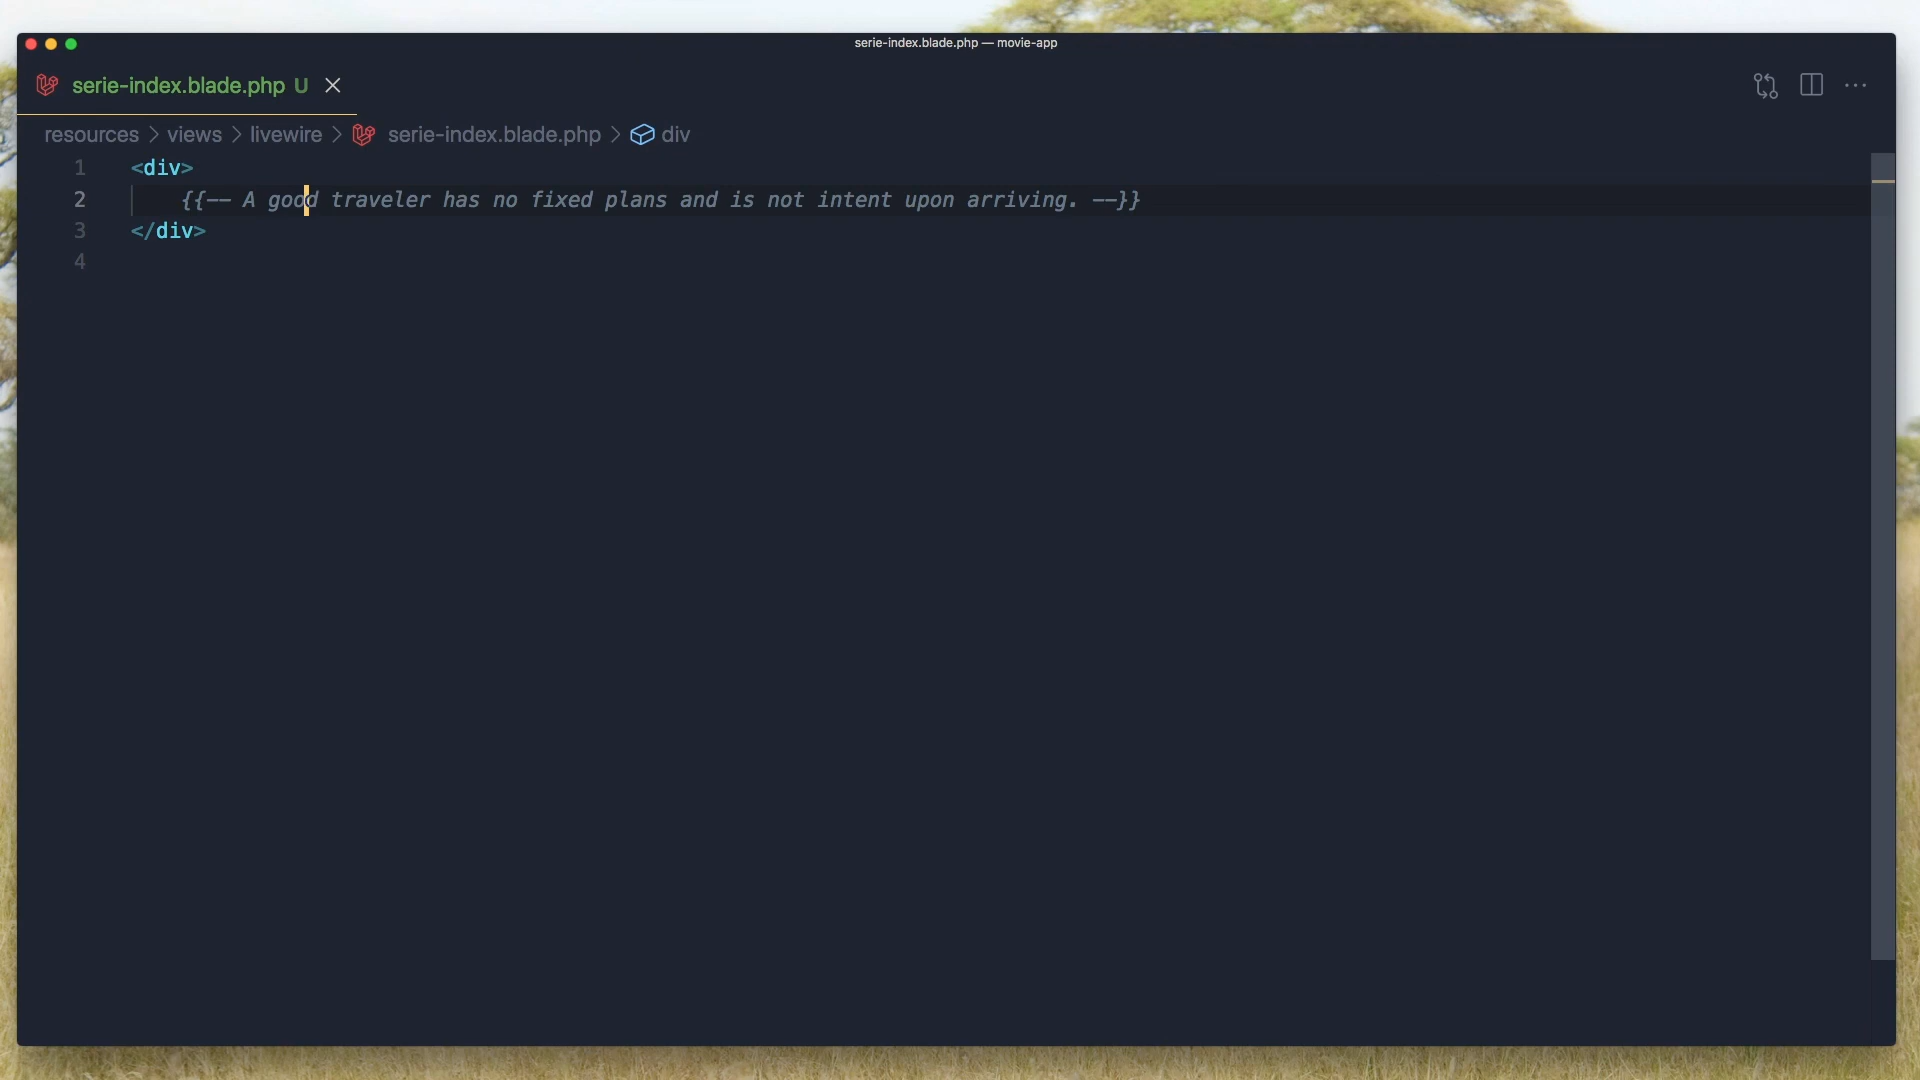 serie-index.blade.php — movie-app
serie-index.blade.php U
resources > views > livewire > serie-index.blade.php > div
1 <div>
2 {{-- A good traveler has no fixed plans and is not intent upon arriving. --}}
3 </div>
4